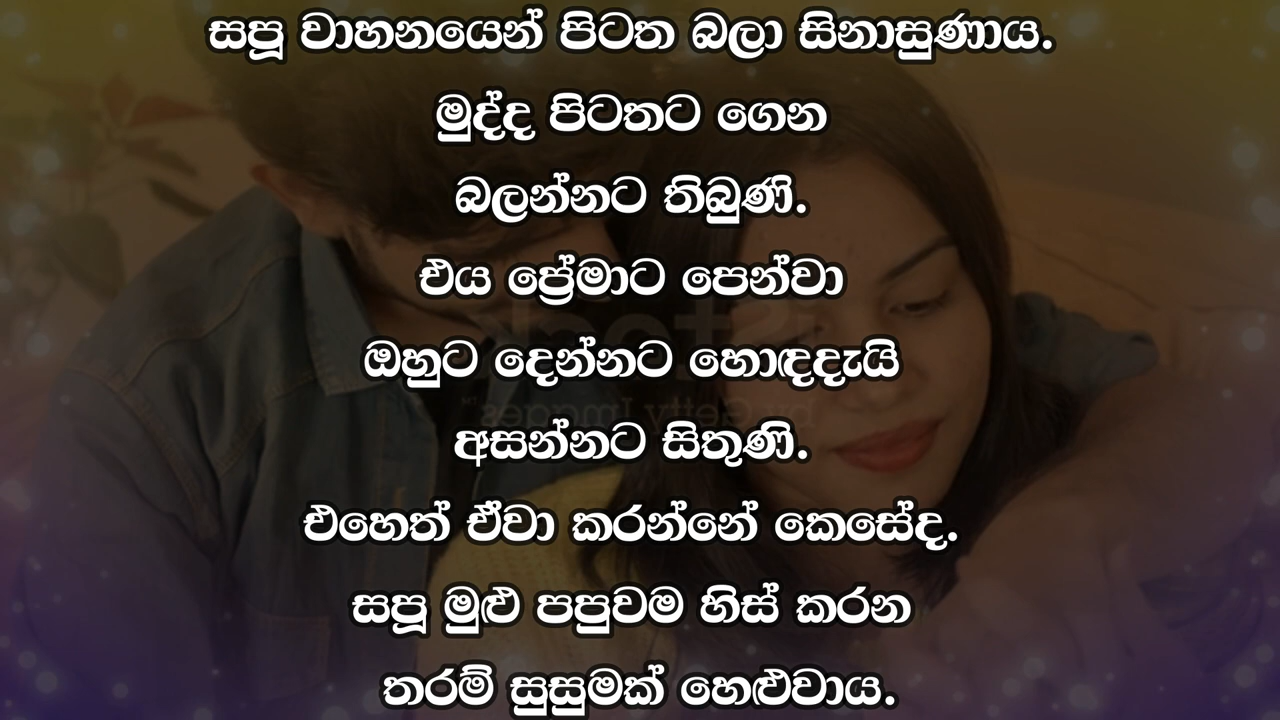 සපූ වාහනයෙන් පිටත බලා සිනාසුණාය.
මුද්ද පිටතට ගෙන
බලන්නට තිබුණි.
එය ප්‍රේමාට පෙන්වා
ඔහුට දෙන්නට හොඳදැයි
අසන්නට සිතුණි.
එහෙත් ඒවා කරන්නේ කෙසේද.
සපූ මුළු පපුවම හිස් කරන
තරම් සුසුමක් හෙළුවාය.